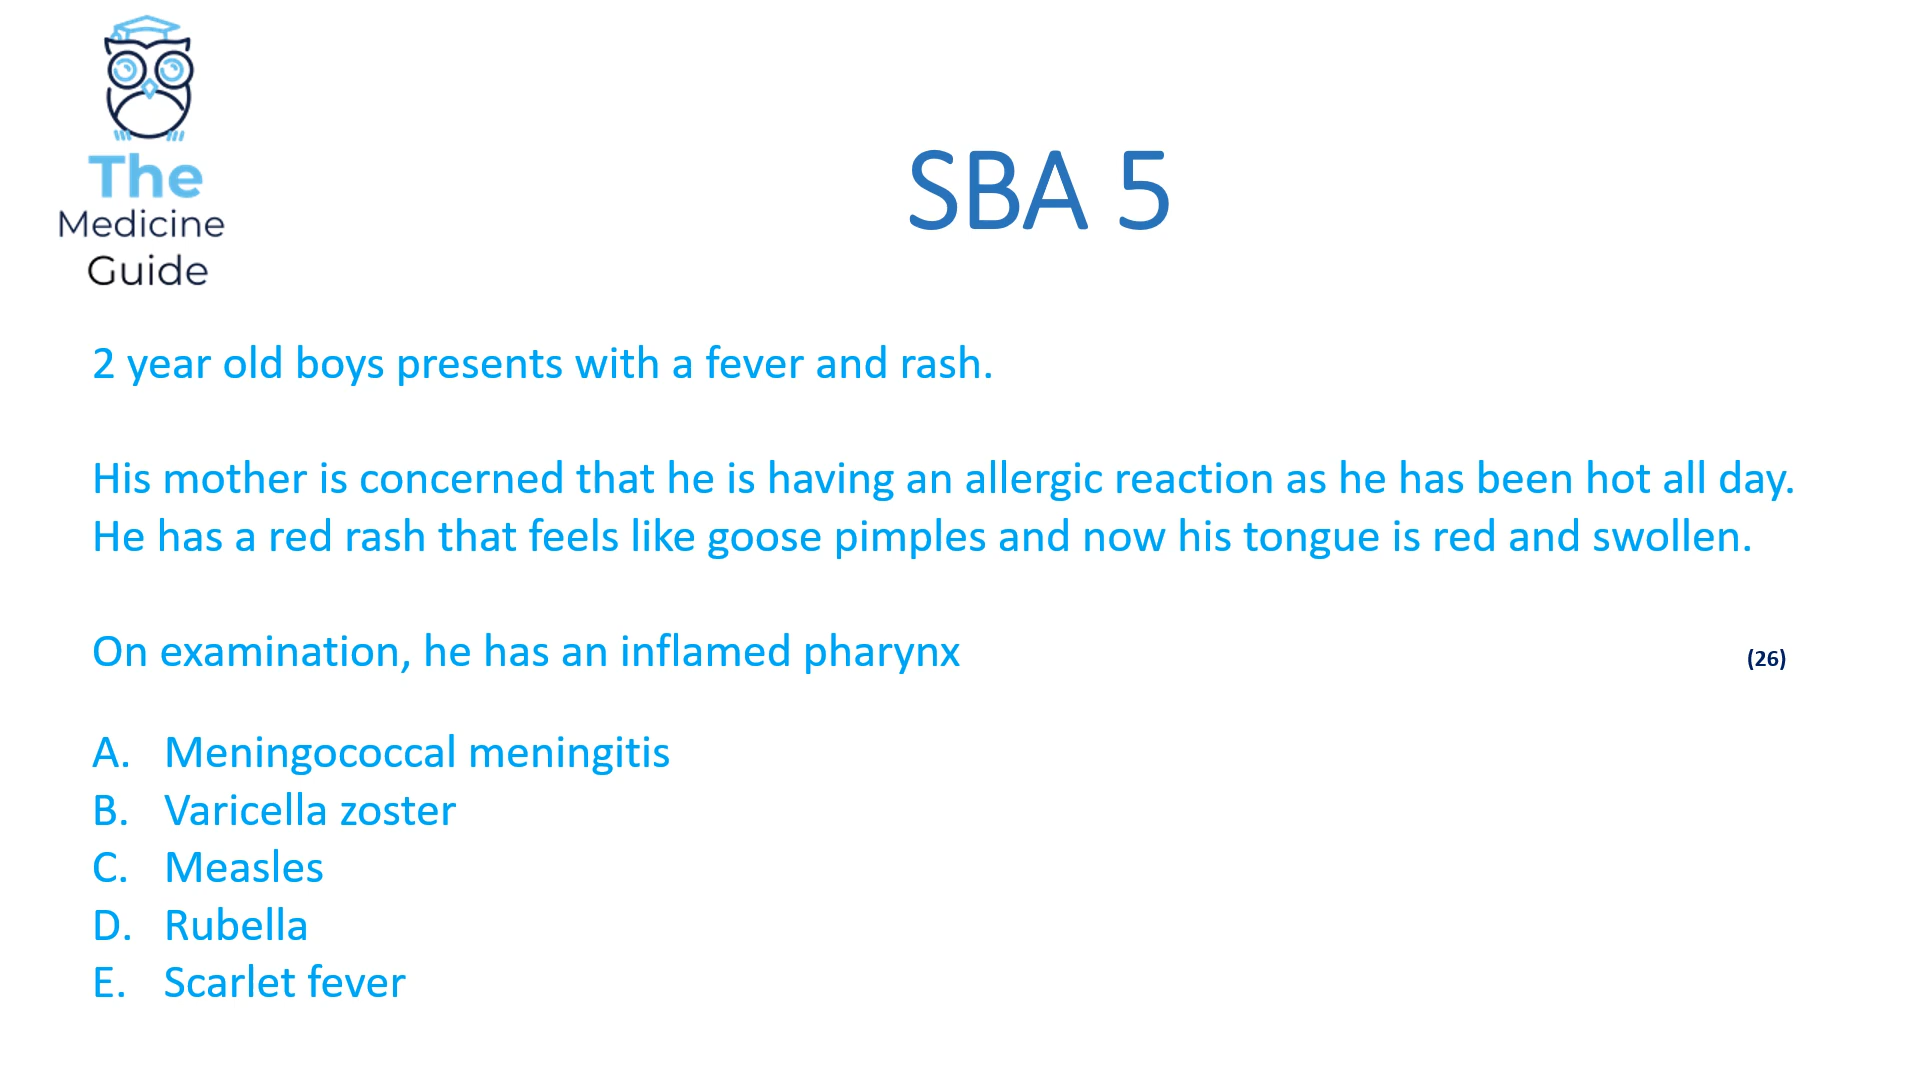 The
Medicine
Guide
SBA 5
2 year old boys presents with a fever and rash.
His mother is concerned that he is having an allergic reaction as he has been hot all day.
He has a red rash that feels like goose pimples and now his tongue is red and swollen.
On examination, he has an inflamed pharynx (26)
A. Meningococcal meningitis
B. Varicella zoster
C. Measles
D. Rubella
E. Scarlet fever